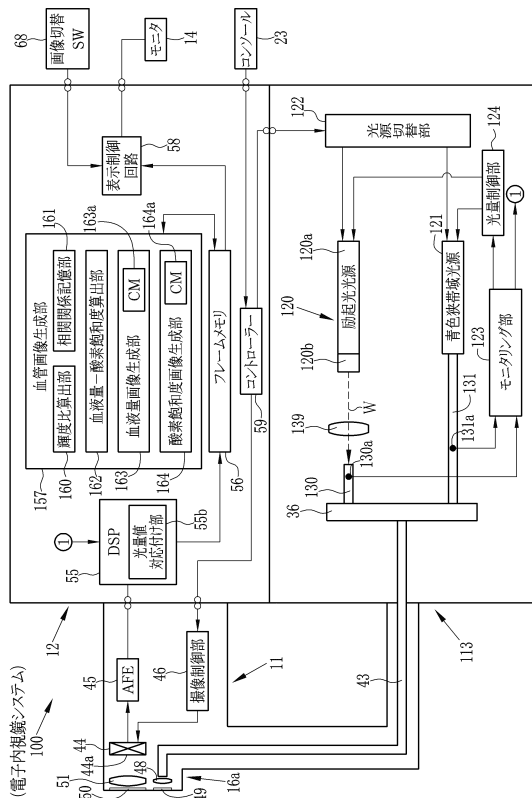 (電子内視鏡システム)
100
12
11
113
68
画像切替
SW
モニタ
14
コンソール
23
表示制御
回路
58
血管画像生成部
157
輝度比算出部
160
相関関係記憶部
161
血液量－酸素飽和度算出部
162
血液量画像生成部
163
CM
163a
酸素飽和度画像生成部
164
CM
164a
フレームメモリ
56
コントローラー
59
1
55
DSP
光量値
対応付け部
55b
45
AFE
46
撮像制御部
44
44a
51
50
48
49
16a
43
36
122
光源
切替部
124
光量制御部
1
120
120a
励起光光源
120b
121
青色狭帯域光源
123
モニタリング部
139
W
130
130a
131
131a